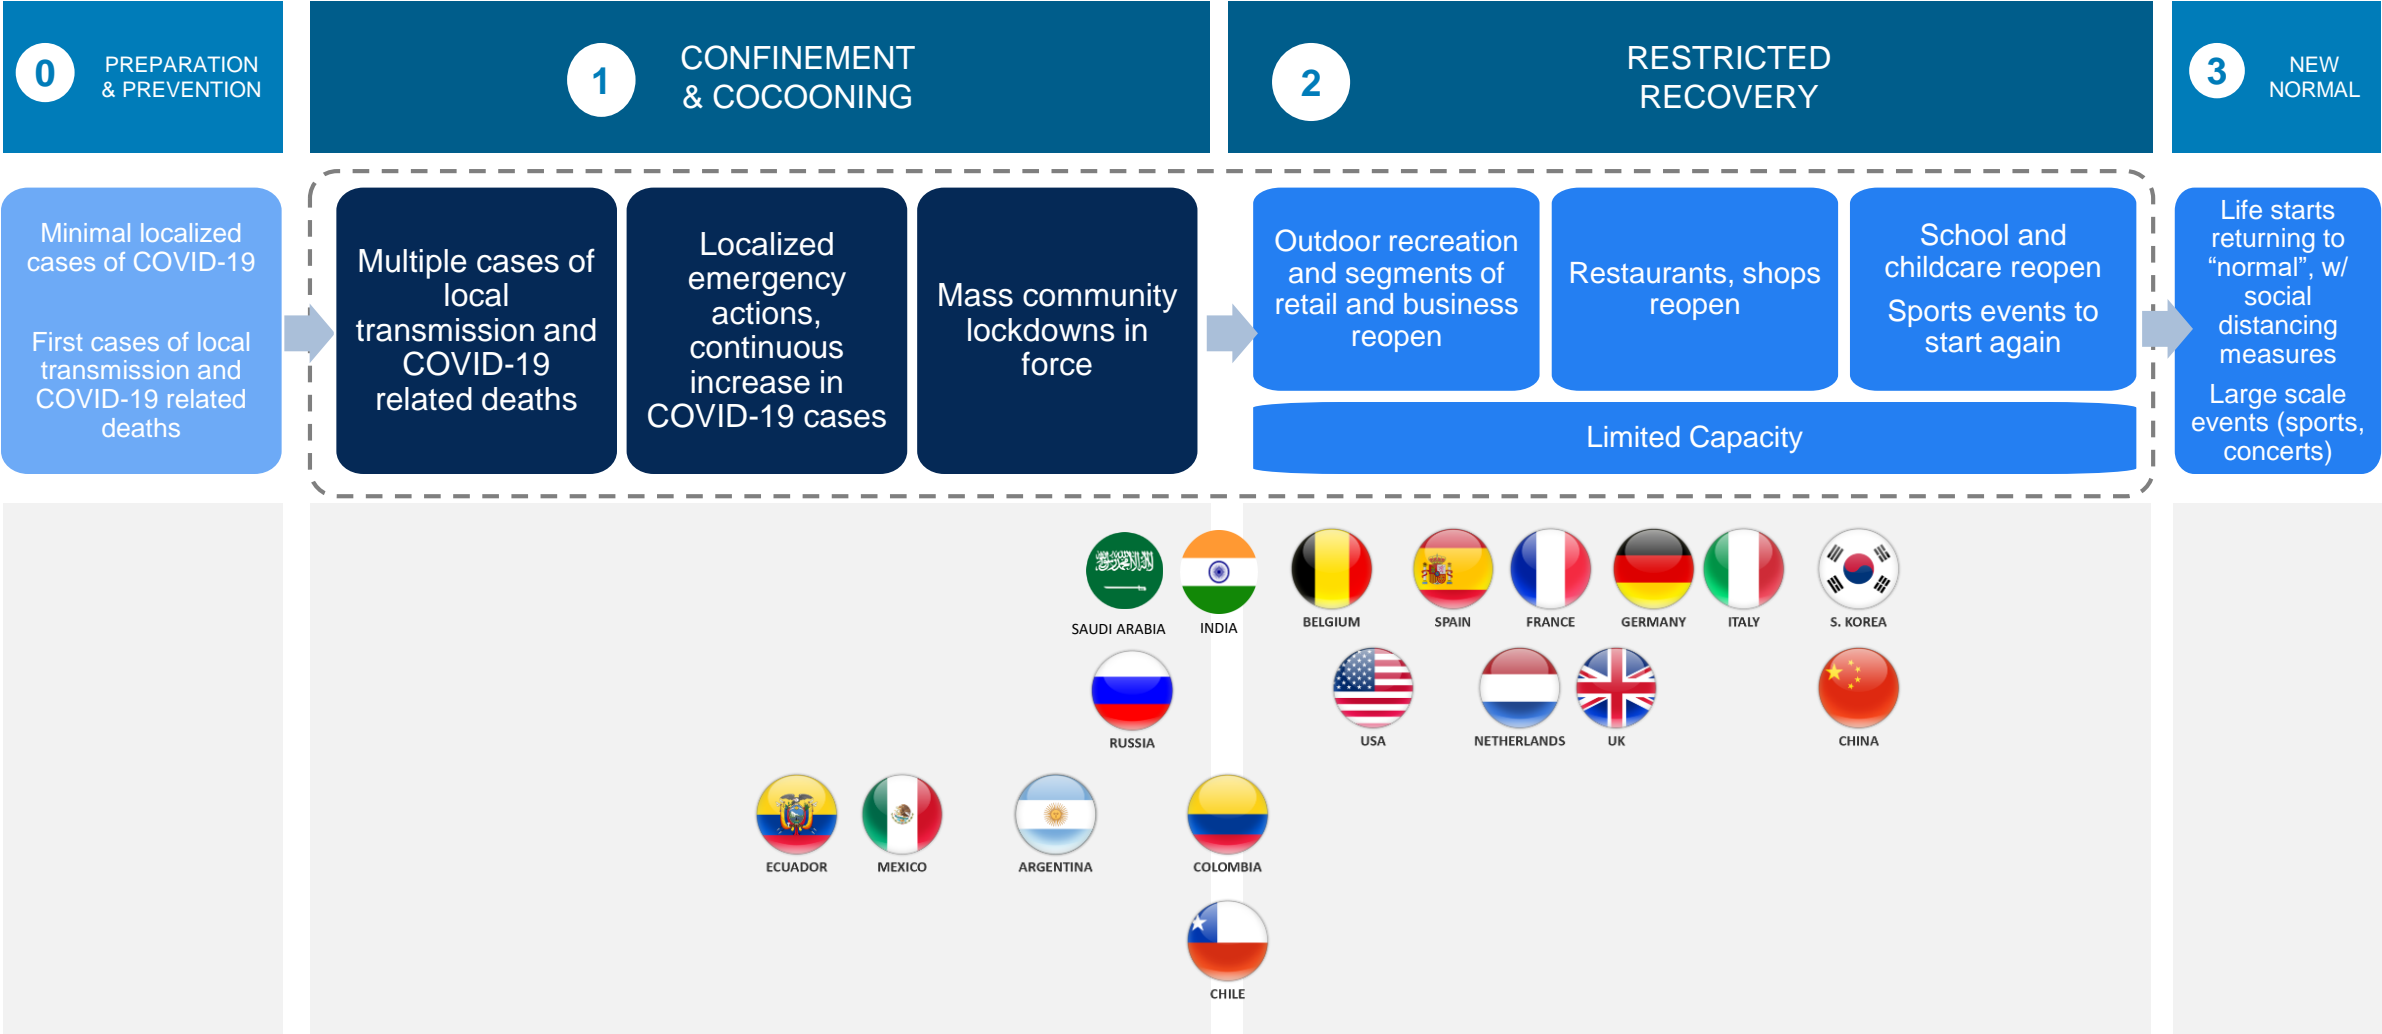 0
PREPARATION
& PREVENTION
1
CONFINEMENT
& COCOONING
2
RESTRICTED
RECOVERY
3
NEW
NORMAL
Minimal localized
cases of COVID-19
First cases of local
transmission and
COVID-19 related
deaths
Multiple cases of
local
transmission and
COVID-19
related deaths
Localized
emergency
actions,
continuous
increase in
COVID-19 cases
Mass community
lockdowns in
force
Outdoor recreation
and segments of
retail and business
reopen
Restaurants, shops
reopen
School and
childcare reopen
Sports events to
start again
Limited Capacity
Life starts
returning to
“normal”, w/
social
distancing
measures
Large scale
events (sports,
concerts)
SAUDI ARABIA
INDIA
BELGIUM
SPAIN
FRANCE
GERMANY
ITALY
S. KOREA
RUSSIA
USA
NETHERLANDS
UK
CHINA
ECUADOR
MEXICO
ARGENTINA
COLOMBIA
CHILE